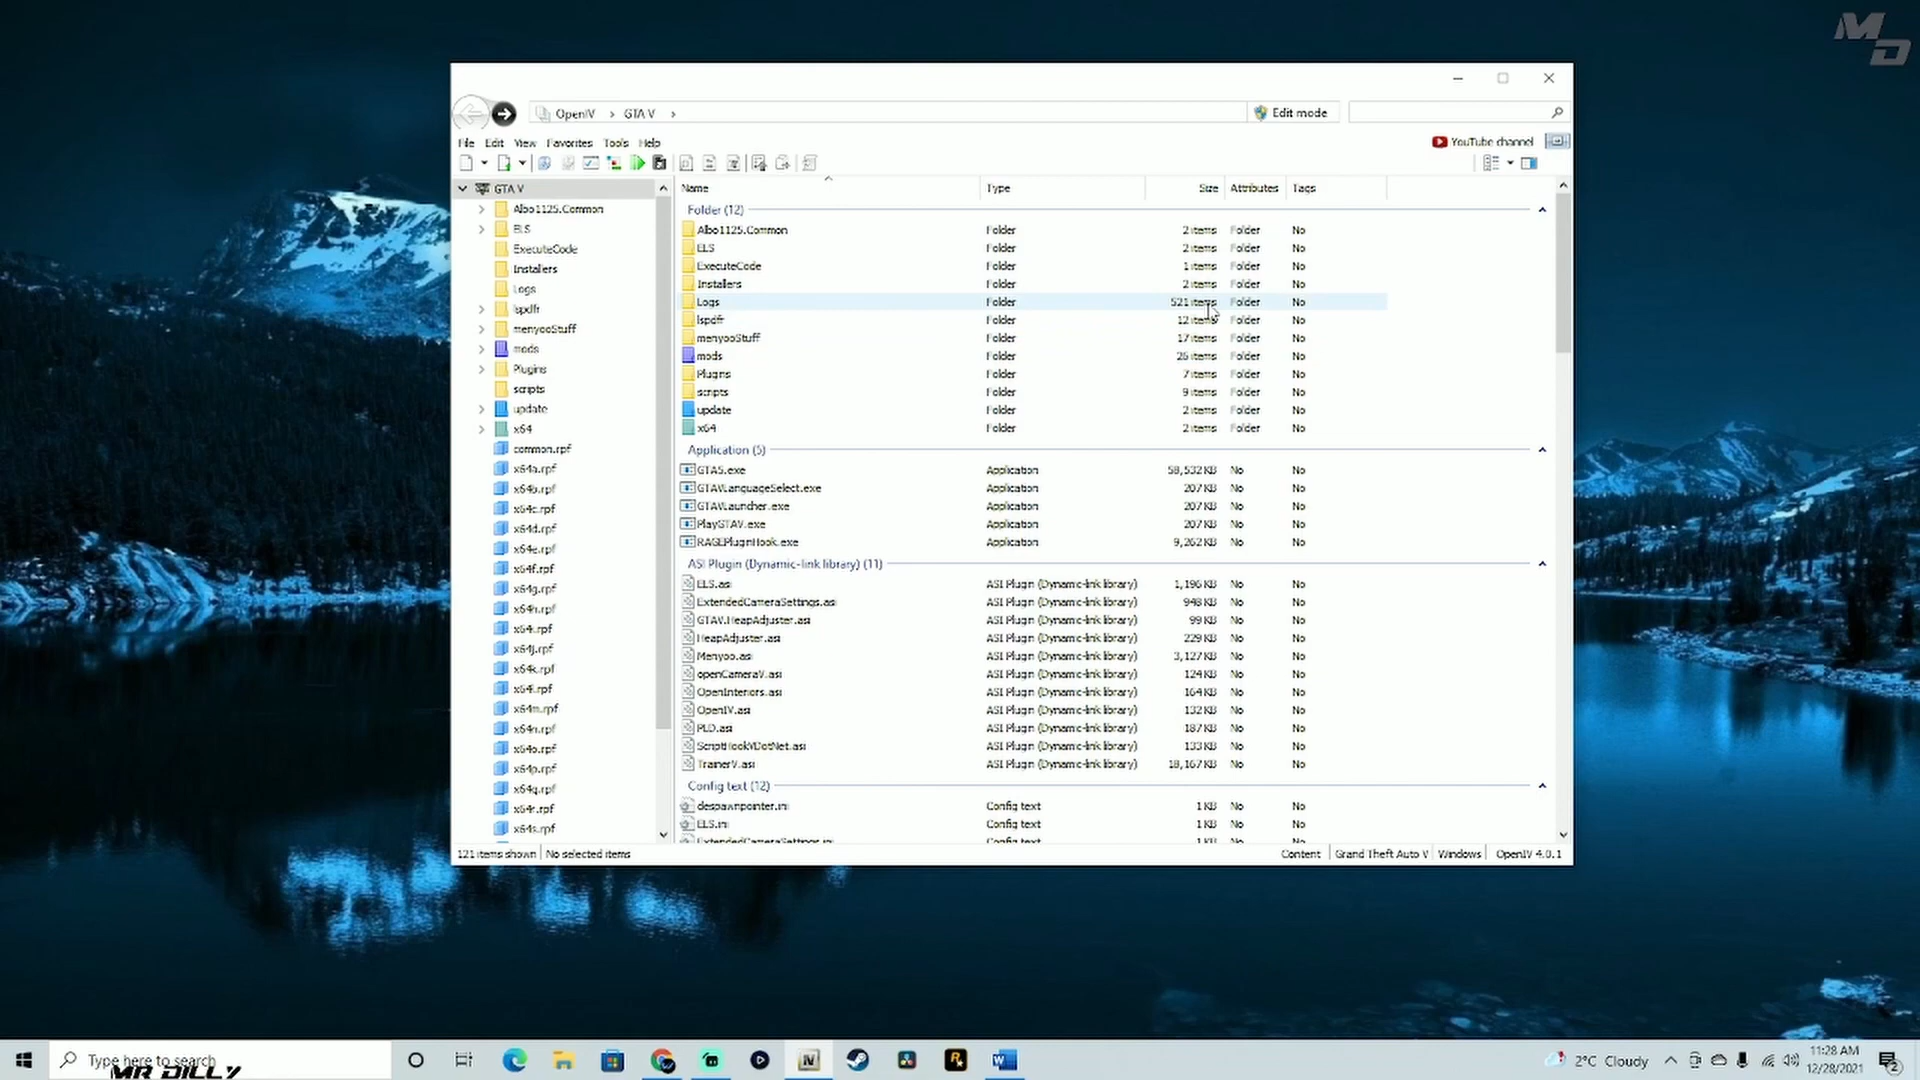 MD
OpenIV > GTA V >
Edit mode
File Edit View Favorites Tools Help
YouTube channel
GTA V
Albo1125.Common
ELS
ExecuteCode
Installers
Logs
lspdfr
menyooStuff
mods
Plugins
scripts
update
x64
common.rpf
x64a.rpf
x64b.rpf
x64c.rpf
x64d.rpf
x64e.rpf
x64f.rpf
x64g.rpf
x64h.rpf
x64i.rpf
x64j.rpf
x64k.rpf
x64l.rpf
x64m.rpf
x64n.rpf
x64o.rpf
x64p.rpf
x64q.rpf
x64r.rpf
x64s.rpf
Name Type Size Attributes Tags
Folder (12)
Albo1125.Common Folder 2 items Folder No
ELS Folder 2 items Folder No
ExecuteCode Folder 1 items Folder No
Installers Folder 2 items Folder No
Logs Folder 521 items Folder No
lspdfr Folder 12 items Folder No
menyooStuff Folder 17 items Folder No
mods Folder 26 items Folder No
Plugins Folder 7 items Folder No
scripts Folder 9 items Folder No
update Folder 2 items Folder No
x64 Folder 2 items Folder No
Application (5)
GTA5.exe Application 58,532 KB No No
GTAVLanguageSelect.exe Application 207 KB No No
GTAVLauncher.exe Application 207 KB No No
PlayGTAV.exe Application 207 KB No No
RAGEPluginHook.exe Application 9,262 KB No No
ASI Plugin (Dynamic-link library) (11)
ELS.asi ASI Plugin (Dynamic-link library) 1,196 KB No No
ExtendedCameraSettings.asi ASI Plugin (Dynamic-link library) 948 KB No No
GTAV.HeapAdjuster.asi ASI Plugin (Dynamic-link library) 99 KB No No
HeapAdjuster.asi ASI Plugin (Dynamic-link library) 229 KB No No
Menyoo.asi ASI Plugin (Dynamic-link library) 3,127 KB No No
openCameraV.asi ASI Plugin (Dynamic-link library) 124 KB No No
OpenInteriors.asi ASI Plugin (Dynamic-link library) 164 KB No No
OpenIV.asi ASI Plugin (Dynamic-link library) 132 KB No No
PLD.asi ASI Plugin (Dynamic-link library) 187 KB No No
ScriptHookVDotNet.asi ASI Plugin (Dynamic-link library) 133 KB No No
TrainerV.asi ASI Plugin (Dynamic-link library) 18,167 KB No No
Config text (12)
despawnpointer.ini Config text 1 KB No No
ELS.ini Config text 1 KB No No
ExtendedCameraSettings.ini Config text 1 KB No No
121 items shown No selected items Content Grand Theft Auto V Windows OpenIV 4.0.1
Type here to search
MR DILLY
2°C Cloudy
11:28 AM
12/28/2021
2